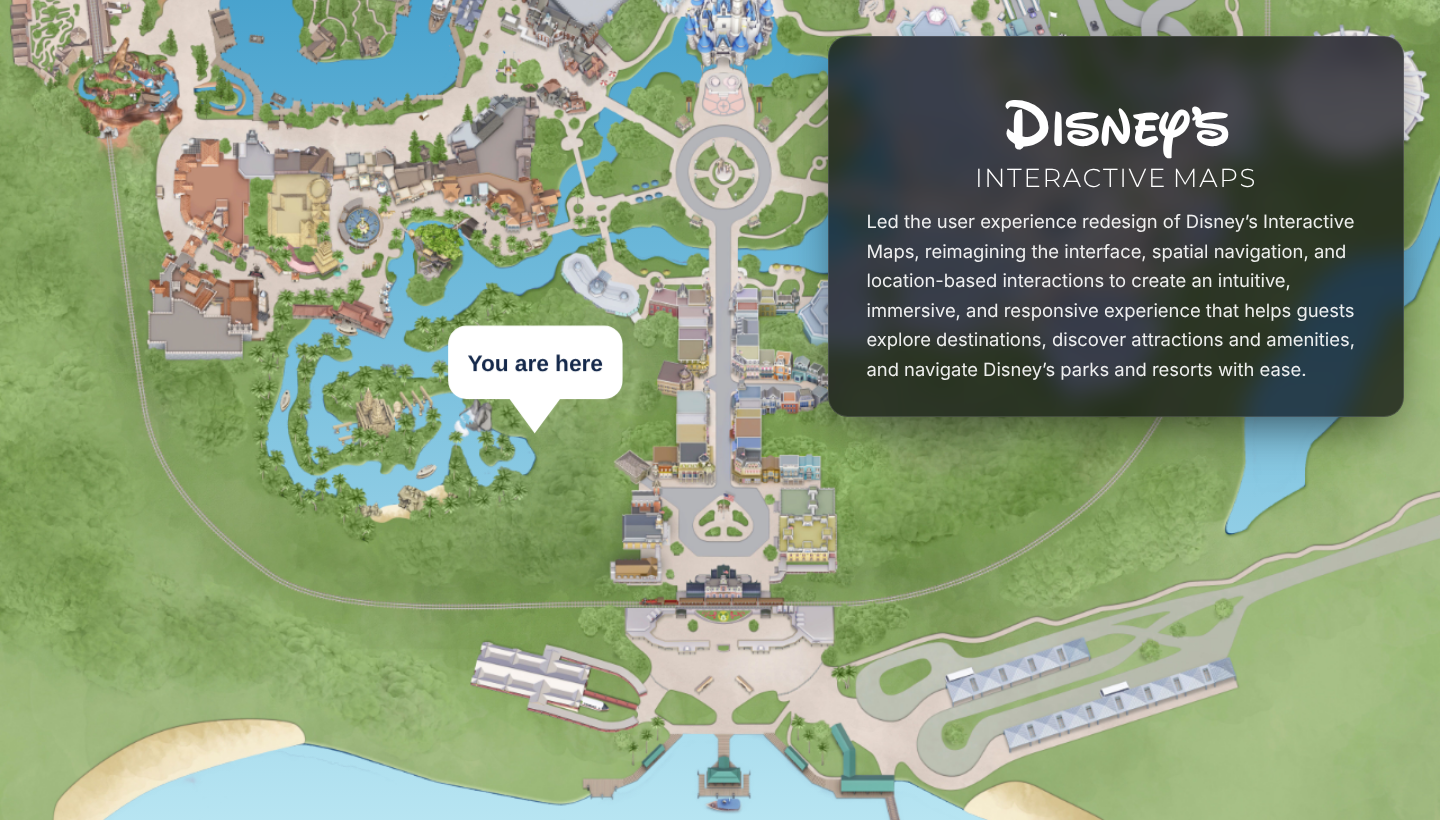 DISNEY'S
INTERACTIVE MAPS
Led the user experience redesign of Disney’s Interactive
Maps, reimagining the interface, spatial navigation, and
location-based interactions to create an intuitive,
immersive, and responsive experience that helps guests
explore destinations, discover attractions and amenities,
and navigate Disney’s parks and resorts with ease.
You are here